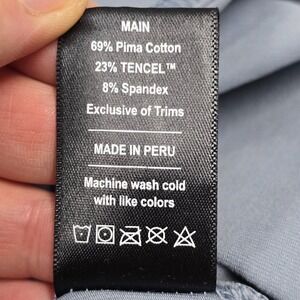 MAIN
69% Pima Cotton
23% TENCEL™
8% Spandex
Exclusive of Trims
MADE IN PERU
Machine wash cold
with like colors